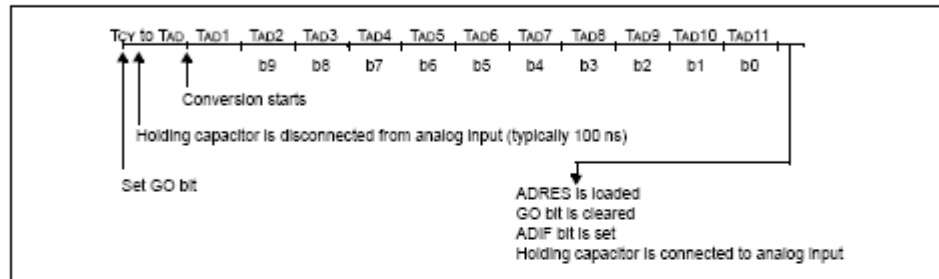 TCY to TAD TAD1 TAD2 TAD3 TAD4 TAD5 TAD6 TAD7 TAD8 TAD9 TAD10 TAD11
b9 b8 b7 b6 b5 b4 b3 b2 b1 b0
Conversion starts
Holding capacitor is disconnected from analog input (typically 100 ns)
Set GO bit
ADRES is loaded
GO bit is cleared
ADIF bit is set
Holding capacitor is connected to analog input